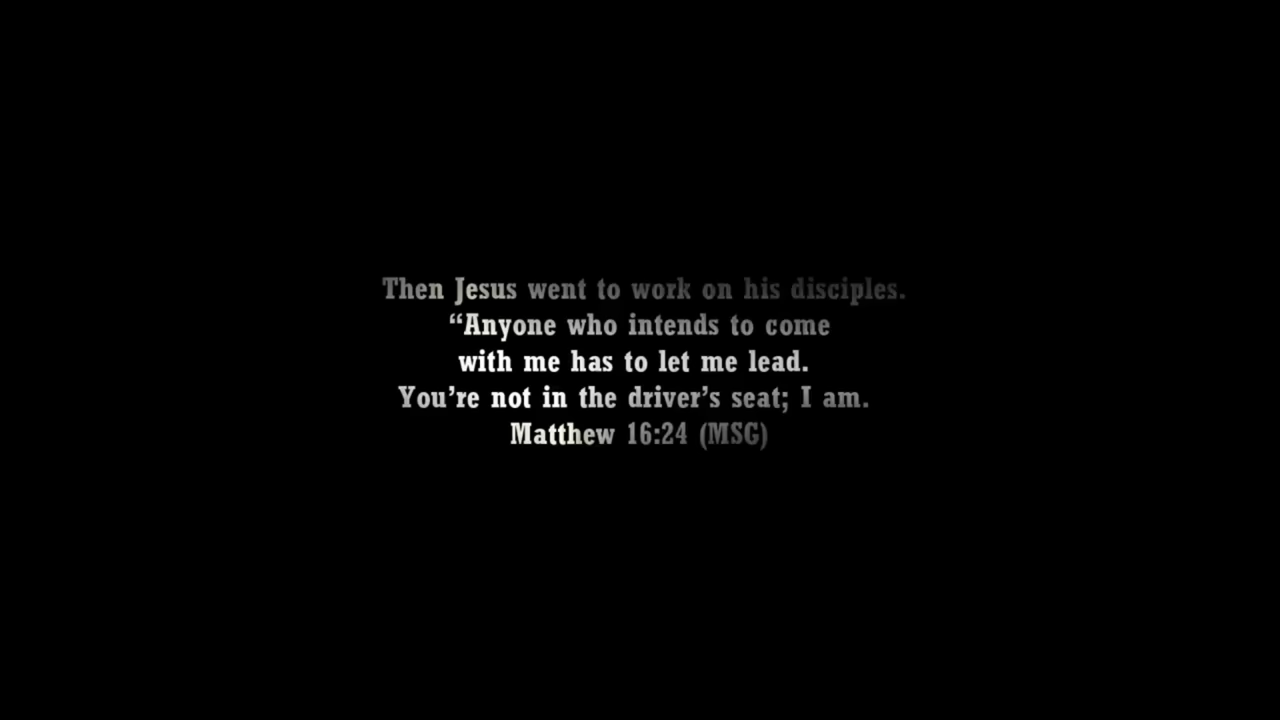 Then Jesus went to work on his disciples.
“Anyone who intends to come
with me has to let me lead.
You’re not in the driver’s seat; I am.
Matthew 16:24 (MSG)